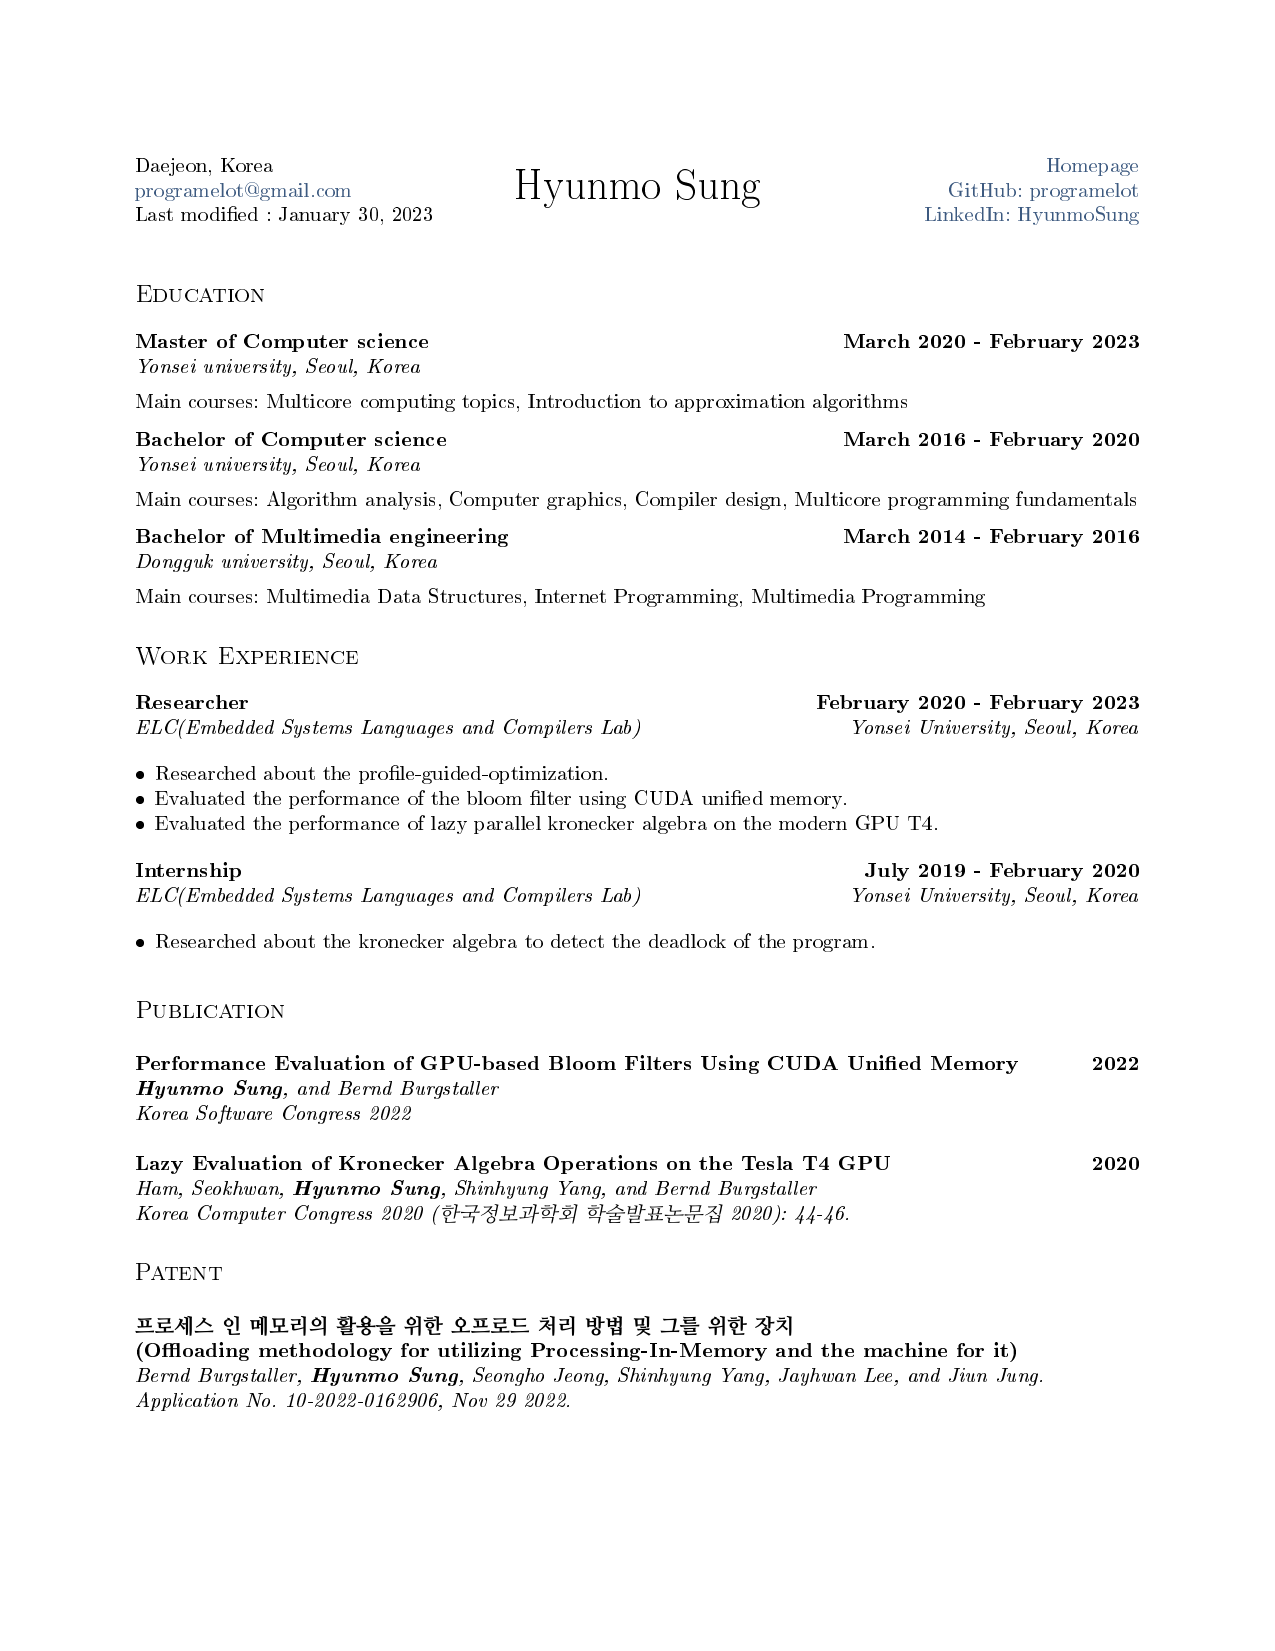 Daejeon, Korea
programelot@gmail.com
Last modified : January 30, 2023
Hyunmo Sung
Homepage
GitHub: programelot
LinkedIn: HyunmoSung
Education
Master of Computer science March 2020 - February 2023
Yonsei university, Seoul, Korea
Main courses: Multicore computing topics, Introduction to approximation algorithms
Bachelor of Computer science March 2016 - February 2020
Yonsei university, Seoul, Korea
Main courses: Algorithm analysis, Computer graphics, Compiler design, Multicore programming fundamentals
Bachelor of Multimedia engineering March 2014 - February 2016
Dongguk university, Seoul, Korea
Main courses: Multimedia Data Structures, Internet Programming, Multimedia Programming
Work Experience
Researcher February 2020 - February 2023
ELC(Embedded Systems Languages and Compilers Lab) Yonsei University, Seoul, Korea
• Researched about the profile-guided-optimization.
• Evaluated the performance of the bloom filter using CUDA unified memory.
• Evaluated the performance of lazy parallel kronecker algebra on the modern GPU T4.
Internship July 2019 - February 2020
ELC(Embedded Systems Languages and Compilers Lab) Yonsei University, Seoul, Korea
• Researched about the kronecker algebra to detect the deadlock of the program.
Publication
Performance Evaluation of GPU-based Bloom Filters Using CUDA Unified Memory 2022
Hyunmo Sung, and Bernd Burgstaller
Korea Software Congress 2022
Lazy Evaluation of Kronecker Algebra Operations on the Tesla T4 GPU 2020
Ham, Seokhwan, Hyunmo Sung, Shinhyung Yang, and Bernd Burgstaller
Korea Computer Congress 2020 (한국정보과학회 학술발표논문집 2020): 44-46.
Patent
프로세스 인 메모리의 활용을 위한 오프로드 처리 방법 및 그를 위한 장치
(Offloading methodology for utilizing Processing-In-Memory and the machine for it)
Bernd Burgstaller, Hyunmo Sung, Seongho Jeong, Shinhyung Yang, Jayhwan Lee, and Jiun Jung.
Application No. 10-2022-0162906, Nov 29 2022.